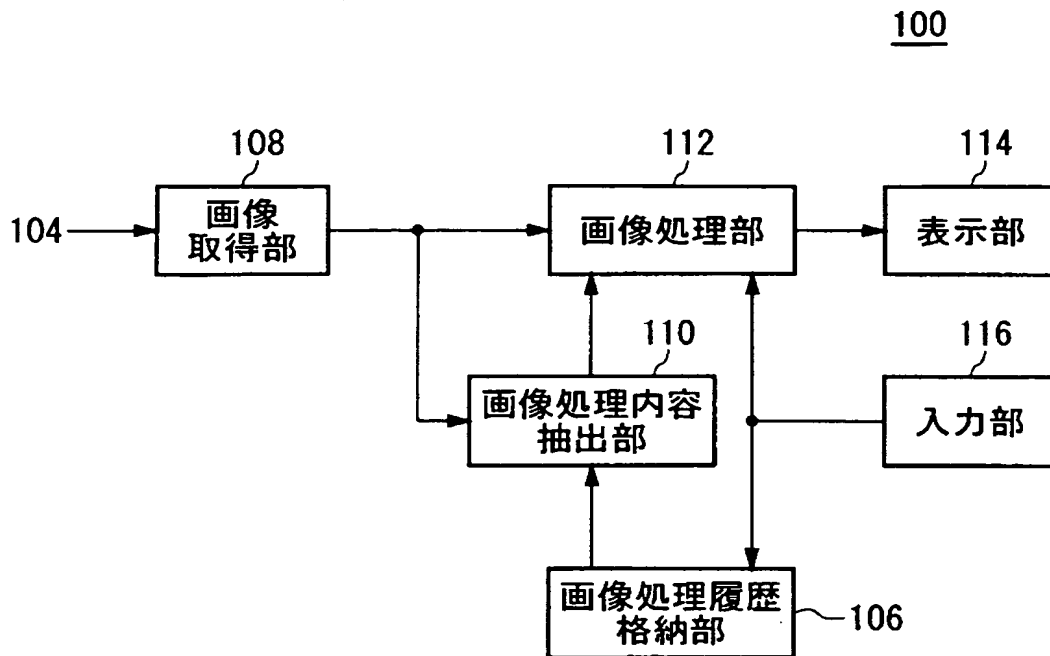 100
108
112
114
104
画像
取得部
画像処理部
表示部
110
116
画像処理内容
抽出部
入力部
画像処理履歴
格納部
106